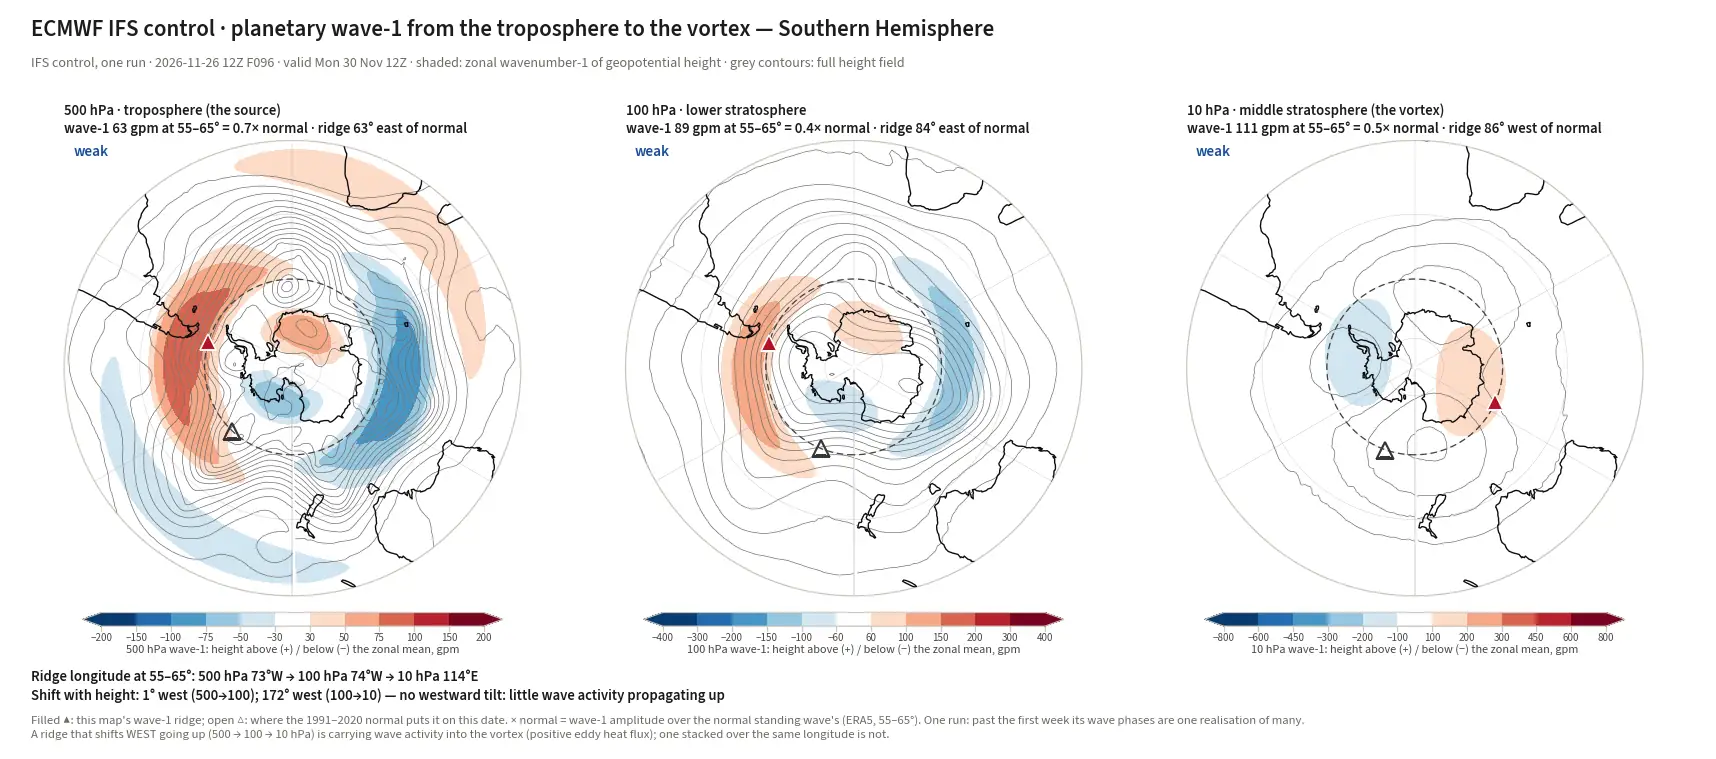 ECMWF IFS control · planetary wave-1 from the troposphere to the vortex — Southern Hemisphere
IFS control, one run · 2026-11-26 12Z F096 · valid Mon 30 Nov 12Z · shaded: zonal wavenumber-1 of geopotential height · grey contours: full height field
500 hPa · troposphere (the source)
wave-1 63 gpm at 55–65° = 0.7× normal · ridge 63° east of normal
weak
100 hPa · lower stratosphere
wave-1 89 gpm at 55–65° = 0.4× normal · ridge 84° east of normal
weak
10 hPa · middle stratosphere (the vortex)
wave-1 111 gpm at 55–65° = 0.5× normal · ridge 86° west of normal
weak
−200 −150 −100 −75 −50 −30 30 50 75 100 150 200
500 hPa wave-1: height above (+) / below (−) the zonal mean, gpm
−400 −300 −200 −150 −100 −60 60 100 150 200 300 400
100 hPa wave-1: height above (+) / below (−) the zonal mean, gpm
−800 −600 −450 −300 −200 −100 100 200 300 450 600 800
10 hPa wave-1: height above (+) / below (−) the zonal mean, gpm
Ridge longitude at 55–65°: 500 hPa 73°W → 100 hPa 74°W → 10 hPa 114°E
Shift with height: 1° west (500→100); 172° west (100→10) — no westward tilt: little wave activity propagating up
Filled ▲: this map's wave-1 ridge; open △: where the 1991–2020 normal puts it on this date. × normal = wave-1 amplitude over the normal standing wave's (ERA5, 55–65°). One run: past the first week its wave phases are one realisation of many.
A ridge that shifts WEST going up (500 → 100 → 10 hPa) is carrying wave activity into the vortex (positive eddy heat flux); one stacked over the same longitude is not.